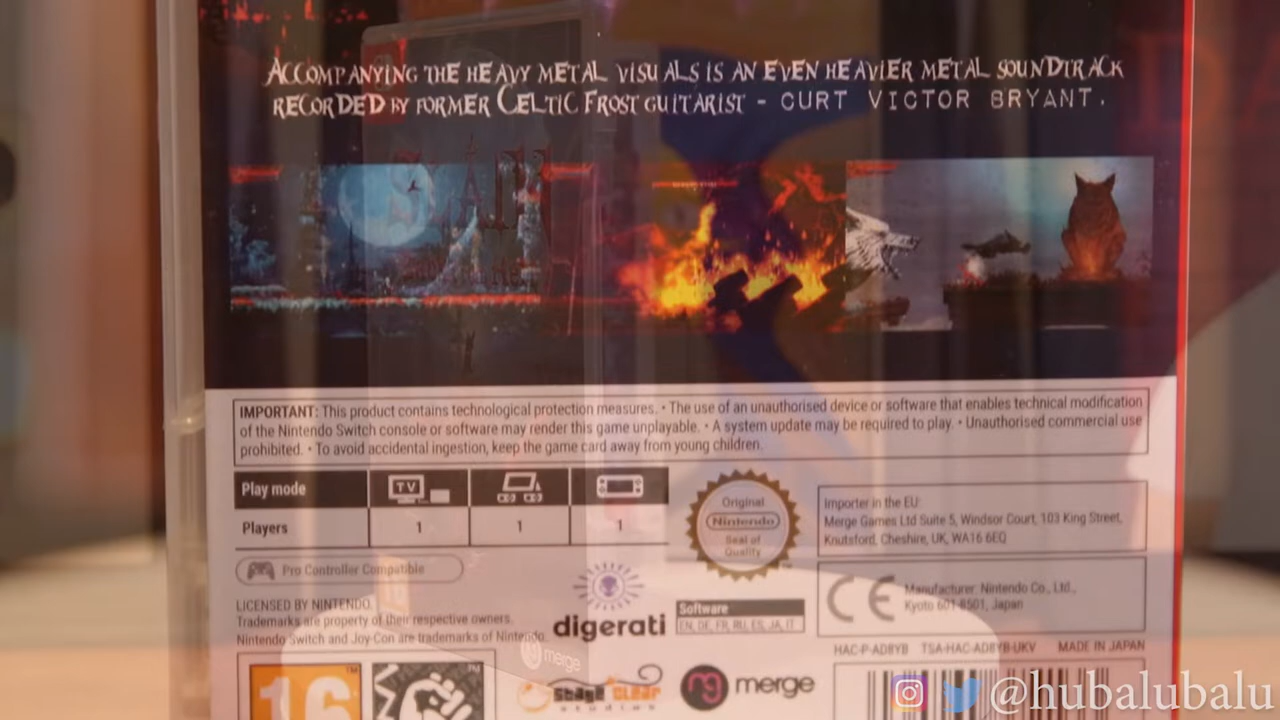 ACCOMPANYING THE HEAVY METAL VISUALS IS AN EVEN HEAVIER METAL SOUNDTRACK
RECORDED BY FORMER CELTIC FROST GUITARIST - CURT VICTOR BRYANT.
IMPORTANT: This product contains technological protection measures. • The use of an unauthorised device or software that enables technical modification
of the Nintendo Switch console or software may render this game unplayable. • A system update may be required to play. • Unauthorised commercial use
prohibited. • To avoid accidental ingestion, keep the game card away from young children.
Play mode TV
Players 1 1 1
Original
Nintendo
Seal of
Quality
Importer in the EU:
Merge Games Ltd Suite 5, Windsor Court, 103 King Street,
Knutsford, Cheshire, UK, WA16 6EQ
Pro Controller Compatible
CE
Manufacturer: Nintendo Co., Ltd.,
Kyoto 601-8501, Japan
LICENSED BY NINTENDO.
Trademarks are property of their respective owners.
Nintendo Switch and Joy-Con are trademarks of Nintendo.
digerati
Software
EN, DE, FR, RU, ES, JA, IT
HAC-P-AD8YB TSA-HAC-AD8YB-UKV MADE IN JAPAN
merge
16
STAGE CLEAR
studios
merge
@hubalubalu